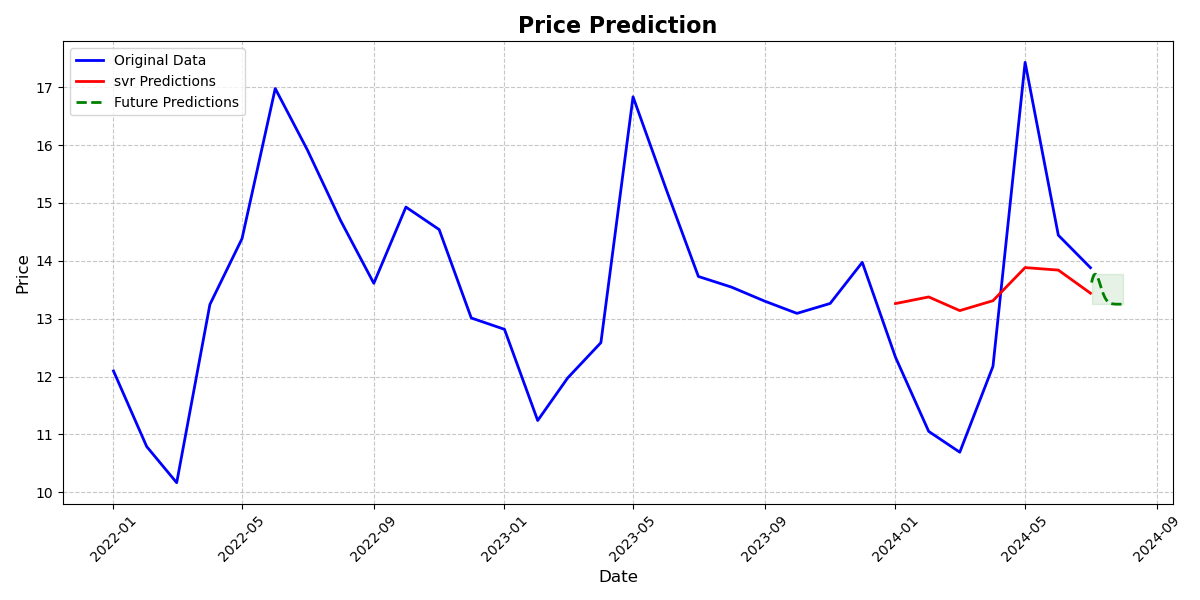 Price Prediction
Original Data
svr Predictions
Future Predictions
Price
17
16
15
14
13
12
11
10
2022-01
2022-05
2022-09
2023-01
2023-05
2023-09
2024-01
2024-05
2024-09
Date